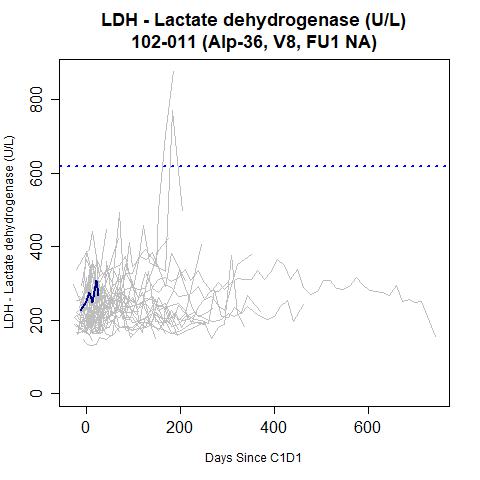 LDH - Lactate dehydrogenase (U/L)
102-011 (Alp-36, V8, FU1 NA)
LDH - Lactate dehydrogenase (U/L)
800
600
400
200
0
0 200 400 600
Days Since C1D1